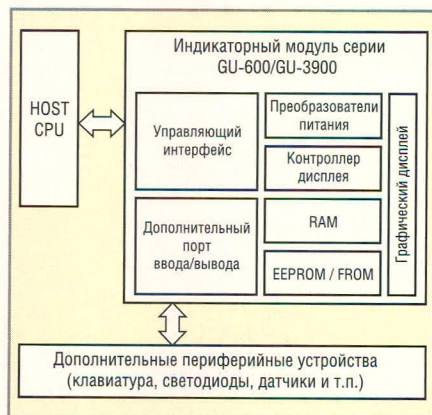 HOST
CPU
Индикаторный модуль серии
GU-600/GU-3900
Управляющий
интерфейс
Преобразователи
питания
Контроллер
дисплея
Дополнительный
порт
ввода/вывода
RAM
EEPROM / FROM
Графический дисплей
Дополнительные периферийные устройства
(клавиатура, светодиоды, датчики и т.п.)